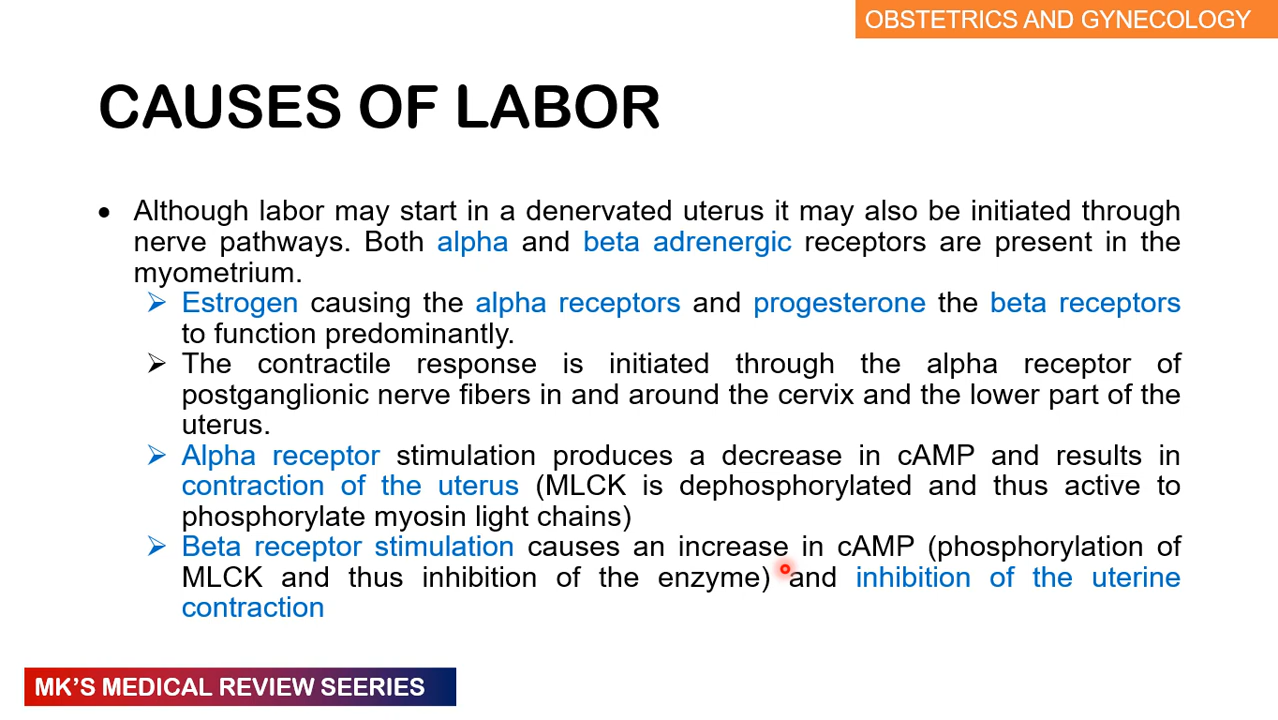 OBSTETRICS AND GYNECOLOGY
CAUSES OF LABOR
• Although labor may start in a denervated uterus it may also be initiated through
nerve pathways. Both alpha and beta adrenergic receptors are present in the
myometrium.
➢ Estrogen causing the alpha receptors and progesterone the beta receptors
to function predominantly.
➢ The contractile response is initiated through the alpha receptor of
postganglionic nerve fibers in and around the cervix and the lower part of the
uterus.
➢ Alpha receptor stimulation produces a decrease in cAMP and results in
contraction of the uterus (MLCK is dephosphorylated and thus active to
phosphorylate myosin light chains)
➢ Beta receptor stimulation causes an increase in cAMP (phosphorylation of
MLCK and thus inhibition of the enzyme) and inhibition of the uterine
contraction
MK’S MEDICAL REVIEW SEERIES